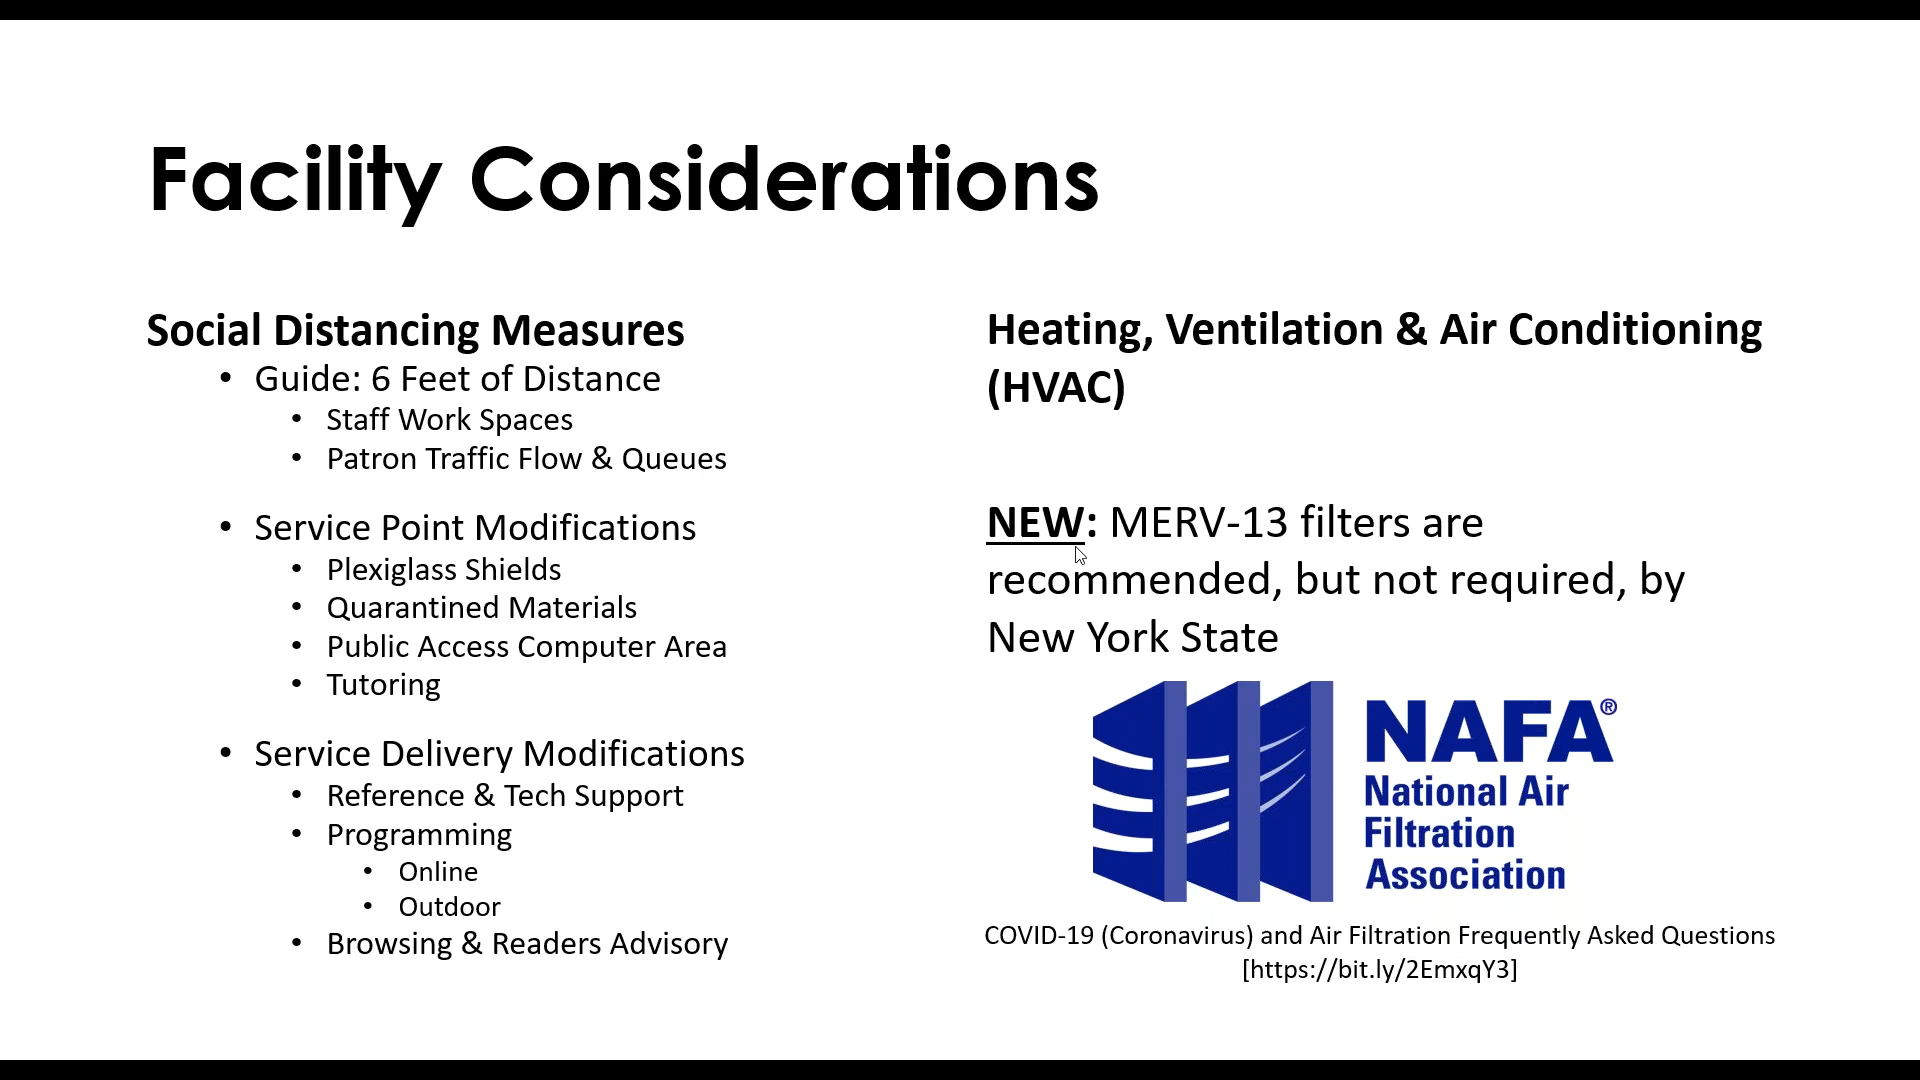 Facility Considerations
Social Distancing Measures
• Guide: 6 Feet of Distance
• Staff Work Spaces
• Patron Traffic Flow & Queues
• Service Point Modifications
• Plexiglass Shields
• Quarantined Materials
• Public Access Computer Area
• Tutoring
• Service Delivery Modifications
• Reference & Tech Support
• Programming
• Online
• Outdoor
• Browsing & Readers Advisory
Heating, Ventilation & Air Conditioning
(HVAC)
NEW: MERV-13 filters are
recommended, but not required, by
New York State
NAFA®
National Air
Filtration
Association
COVID-19 (Coronavirus) and Air Filtration Frequently Asked Questions
[https://bit.ly/2EmxqY3]